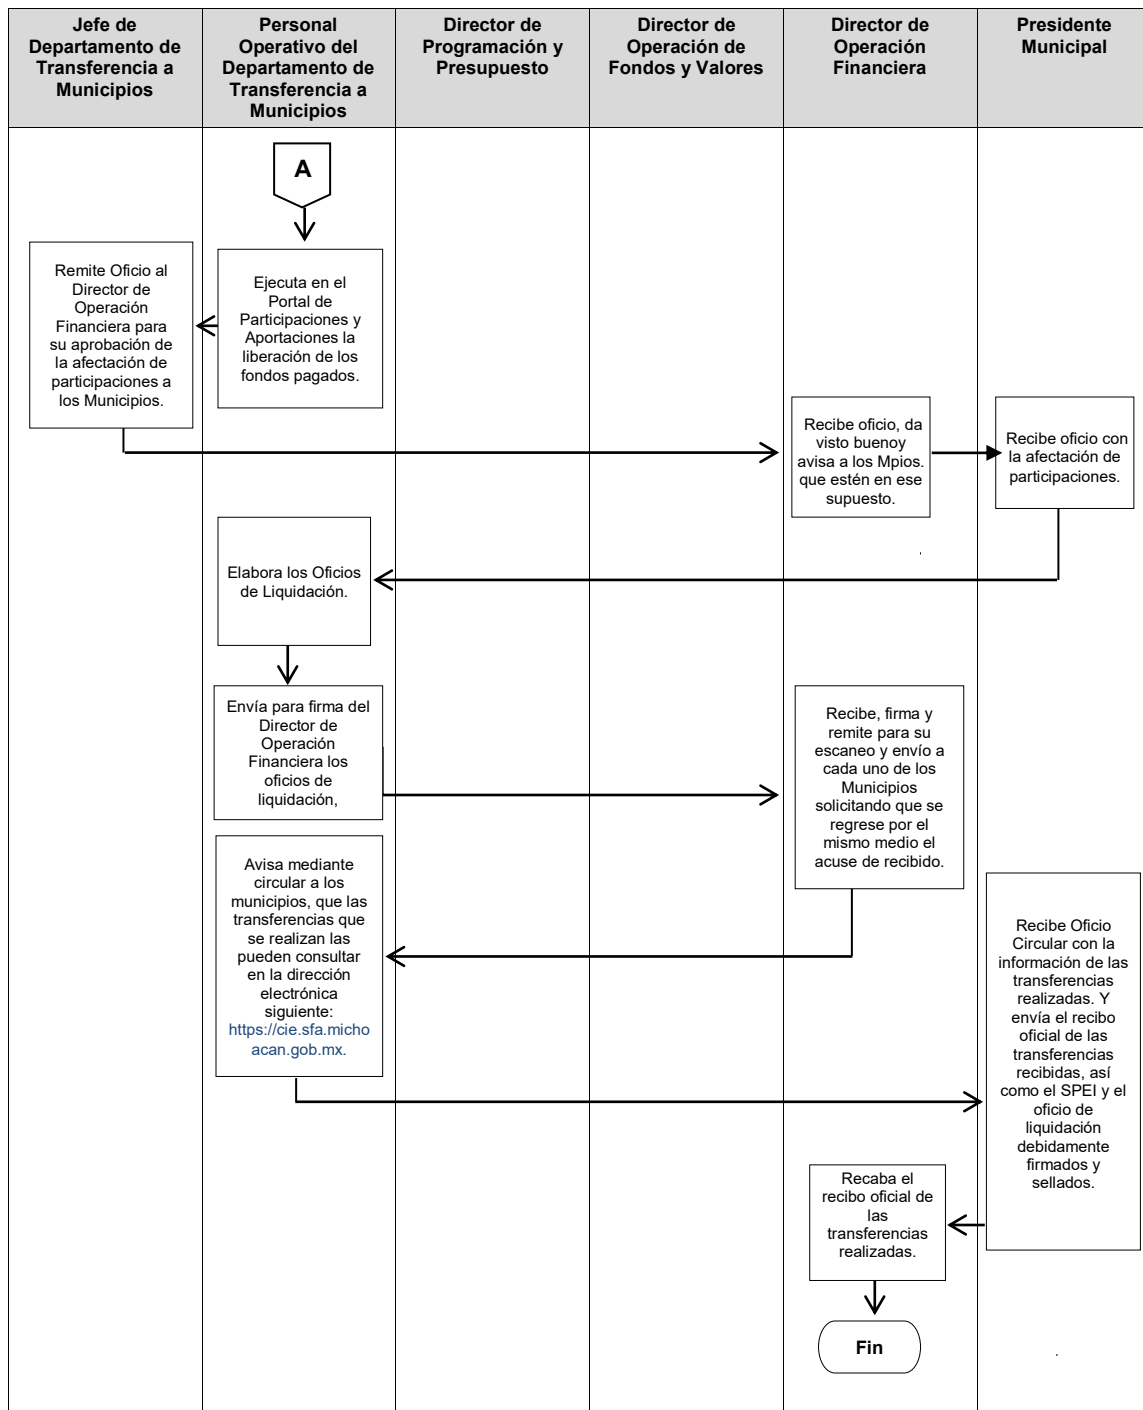 Jefe de
Departamento de
Transferencia a
Municipios
Personal
Operativo del
Departamento de
Transferencia a
Municipios
Director de
Programación y
Presupuesto
Director de
Operación de
Fondos y Valores
Director de
Operación
Financiera
Presidente
Municipal
A
Remite Oficio al
Director de
Operación
Financiera para
su aprobación de
la afectación de
participaciones a
los Municipios.
Ejecuta en el
Portal de
Participaciones y
Aportaciones la
liberación de los
fondos pagados.
Recibe oficio, da
visto buenoy
avisa a los Mpios.
que estén en ese
supuesto.
Recibe oficio con
la afectación de
participaciones.
Elabora los Oficios
de Liquidación.
Envía para firma del
Director de
Operación
Financiera los
oficios de
liquidación,
Recibe, firma y
remite para su
escaneo y envío a
cada uno de los
Municipios
solicitando que se
regrese por el
mismo medio el
acuse de recibido.
Avisa mediante
circular a los
municipios, que las
transferencias que
se realizan las
pueden consultar
en la dirección
electrónica
siguiente:
https://cie.sfa.micho
acan.gob.mx.
Recibe Oficio
Circular con la
información de las
transferencias
realizadas. Y
envía el recibo
oficial de las
transferencias
recibidas, así
como el SPEI y el
oficio de
liquidación
debidamente
firmados y
sellados.
Recaba el
recibo oficial de
las
transferencias
realizadas.
Fin